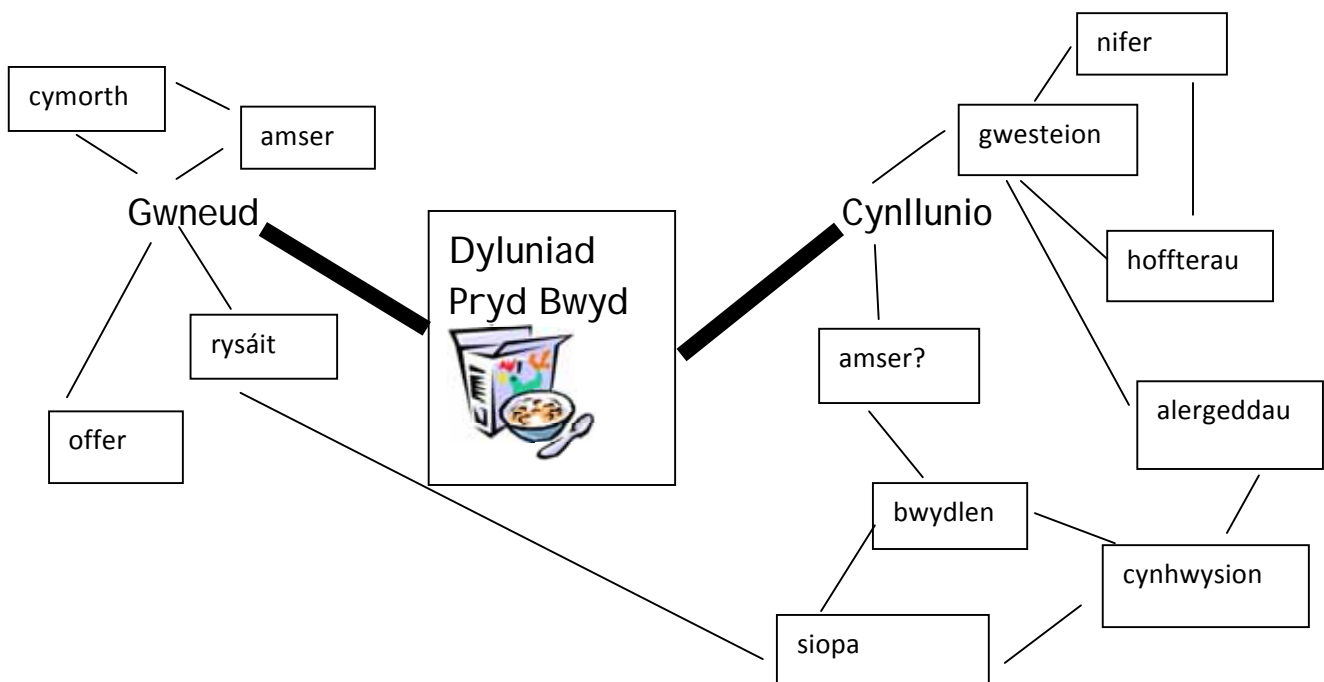 nifer
cymorth
amser
gwesteion
Gwneud
Cynllunio
Dyluniad
Pryd Bwyd
hoffterau
rysáit
amser?
alergeddau
offer
bwydlen
cynhwysion
siopa